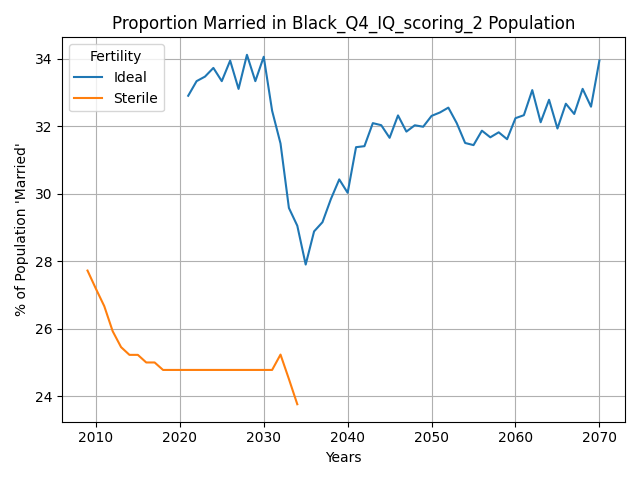 Proportion Married in Black_Q4_IQ_scoring_2 Population
Fertility
Ideal
Sterile
% of Population 'Married'
34
32
30
28
26
24
2010
2020
2030
2040
2050
2060
2070
Years